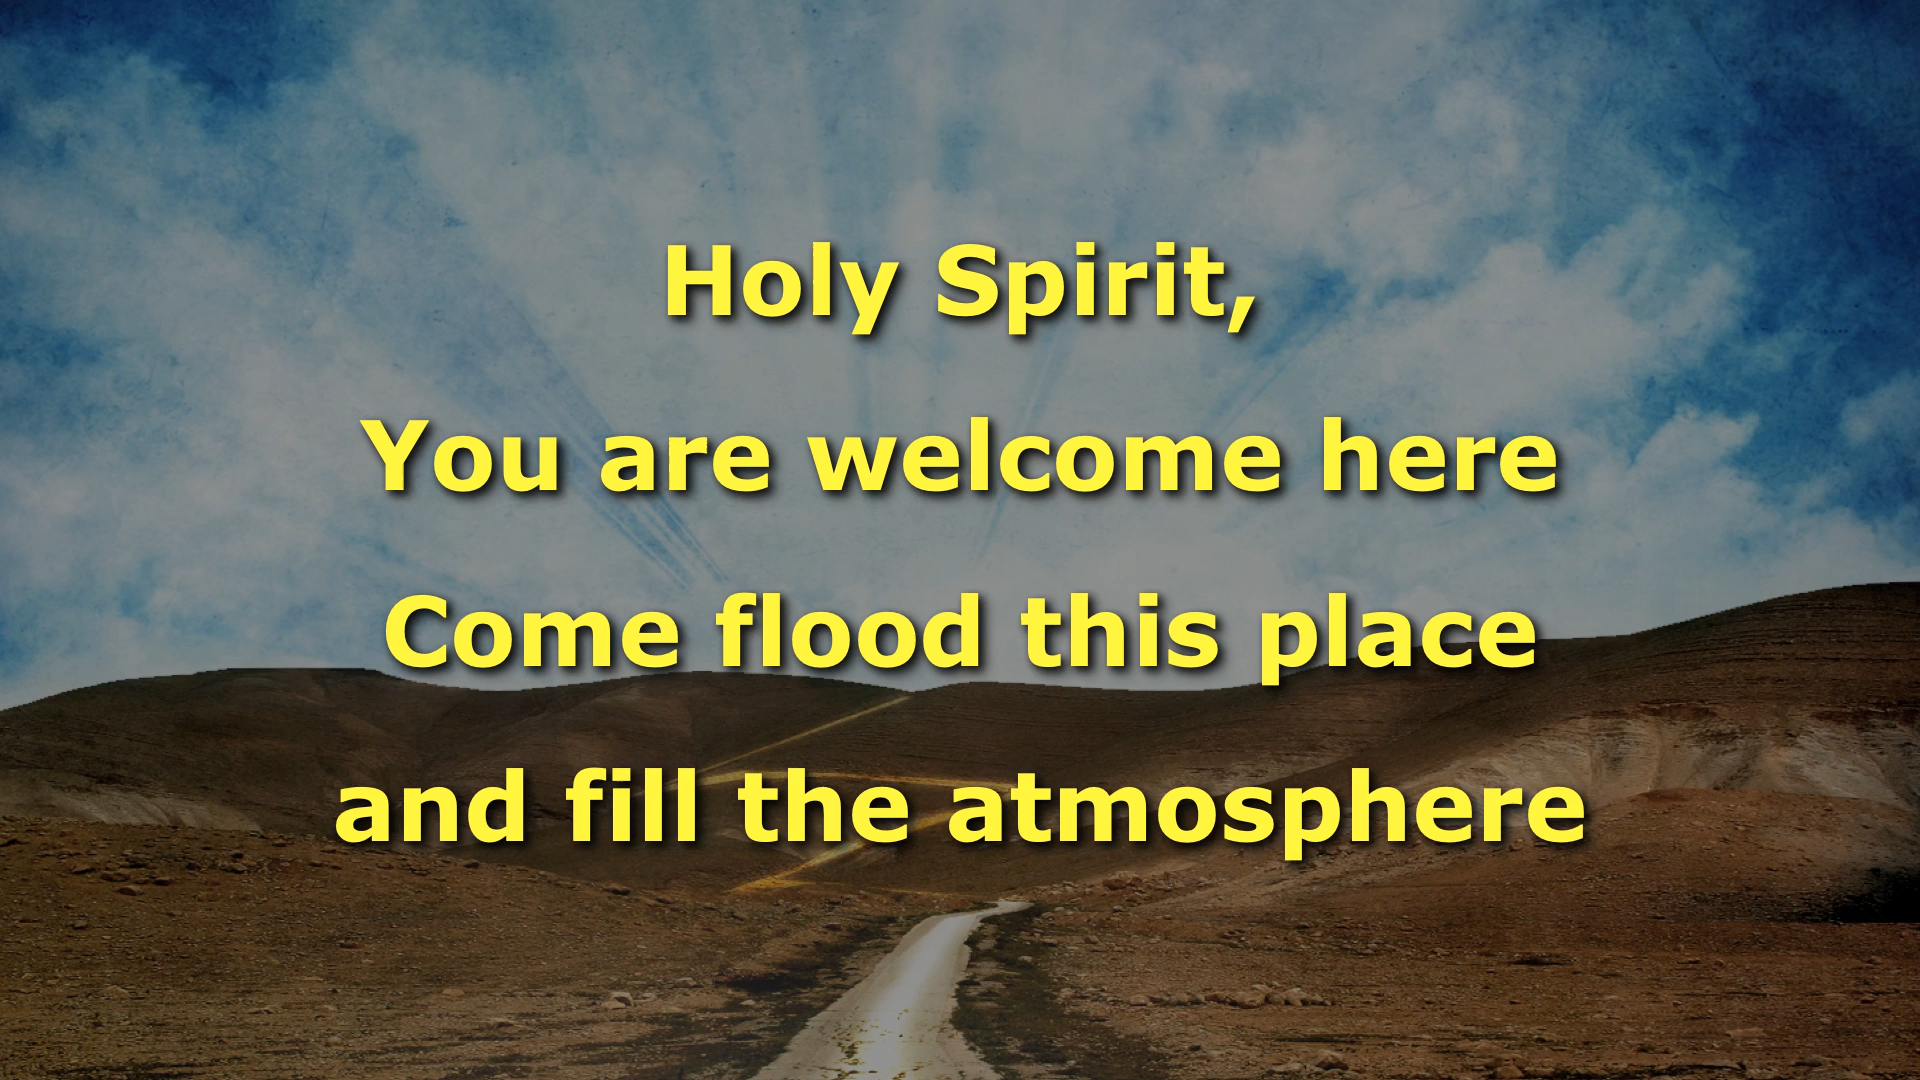 Holy Spirit,
You are welcome here
Come flood this place
and fill the atmosphere